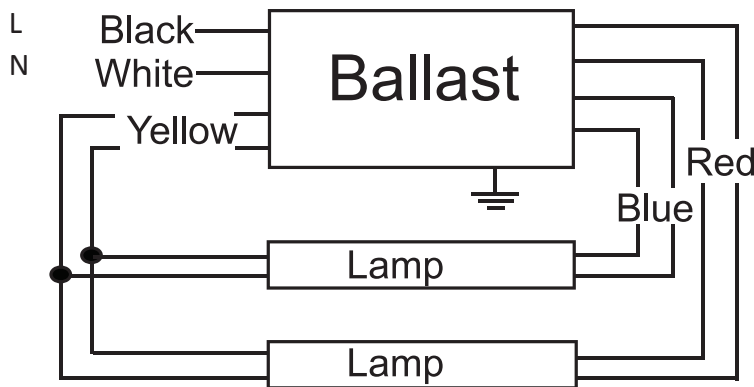 L Black
N White
Ballast
Yellow
Red
Blue
Lamp
Lamp